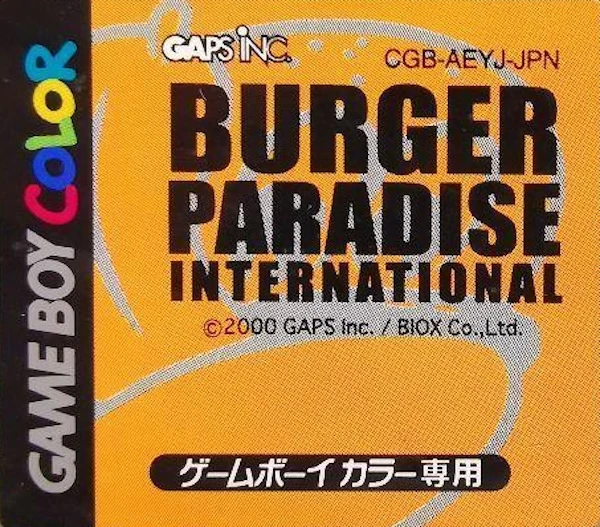 GAME BOY COLOR
GAPS iNC.
CGB-AEYJ-JPN
BURGER
PARADISE
INTERNATIONAL
©2000 GAPS Inc. / BIOX Co.,Ltd.
ゲームボーイカラー専用